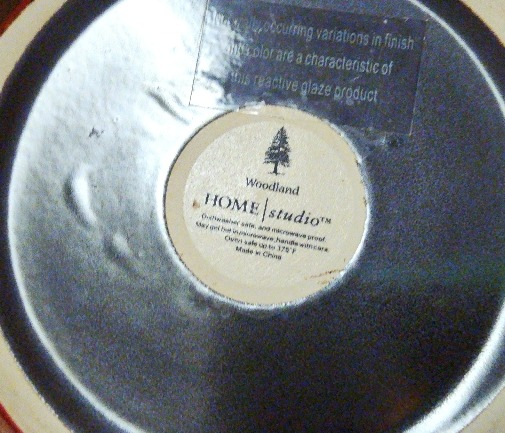 occurring variations in finish
color are a characteristic of
this reactive glaze product
Woodland
HOME | studio™
Dishwasher safe, and microwave proof.
May get hot in microwave, handle with care.
Oven safe up to 175°F
Made in China